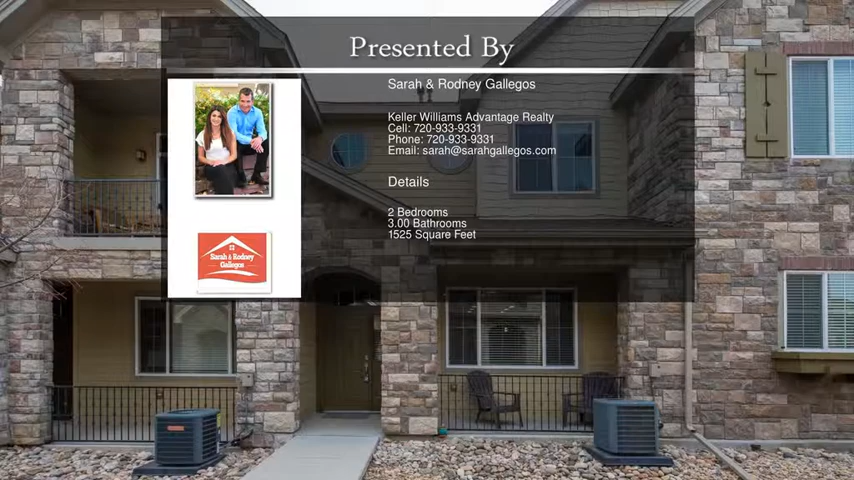 Presented By
Sarah & Rodney Gallegos
Keller Williams Advantage Realty
Cell: 720-933-9331
Phone: 720-933-9331
Email: sarah@sarahgallegos.com
Details
2 Bedrooms
3.00 Bathrooms
1525 Square Feet
Sarah & Rodney
Gallegos